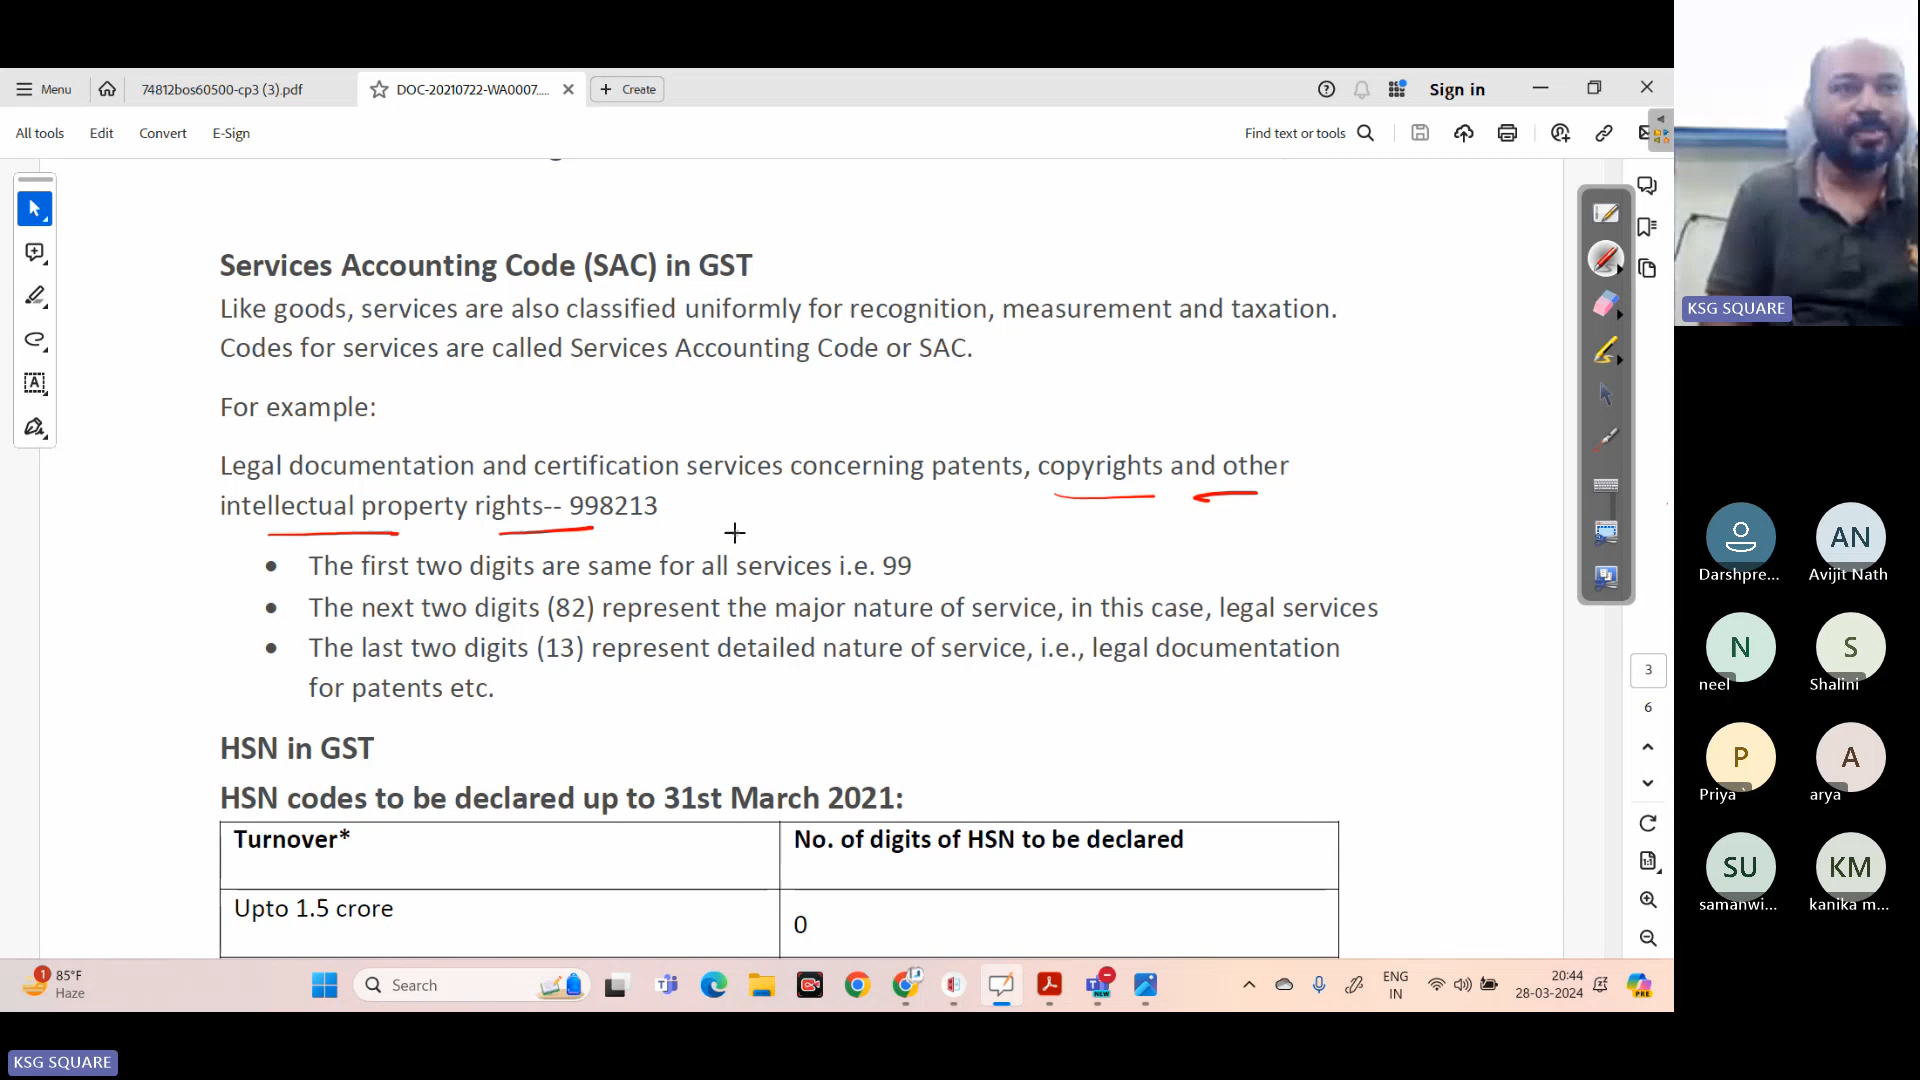 Menu
74812bos60500-cp3 (3).pdf
DOC-20210722-WA0007....
Create
Sign in
All tools
Edit
Convert
E-Sign
Find text or tools
Services Accounting Code (SAC) in GST
Like goods, services are also classified uniformly for recognition, measurement and taxation.
Codes for services are called Services Accounting Code or SAC.
For example:
Legal documentation and certification services concerning patents, copyrights and other
intellectual property rights-- 998213
• The first two digits are same for all services i.e. 99
• The next two digits (82) represent the major nature of service, in this case, legal services
• The last two digits (13) represent detailed nature of service, i.e., legal documentation
for patents etc.
HSN in GST
HSN codes to be declared up to 31st March 2021:
Turnover*
No. of digits of HSN to be declared
Upto 1.5 crore
0
3
6
1:1
KSG SQUARE
Darshpre...
AN
Avijit Nath
N
neel
S
Shalini
P
Priya `
A
arya
SU
samanwi...
KM
kanika m...
1
85°F
Haze
Search
NEW
ENG
IN
20:44
28-03-2024
PRE
KSG SQUARE